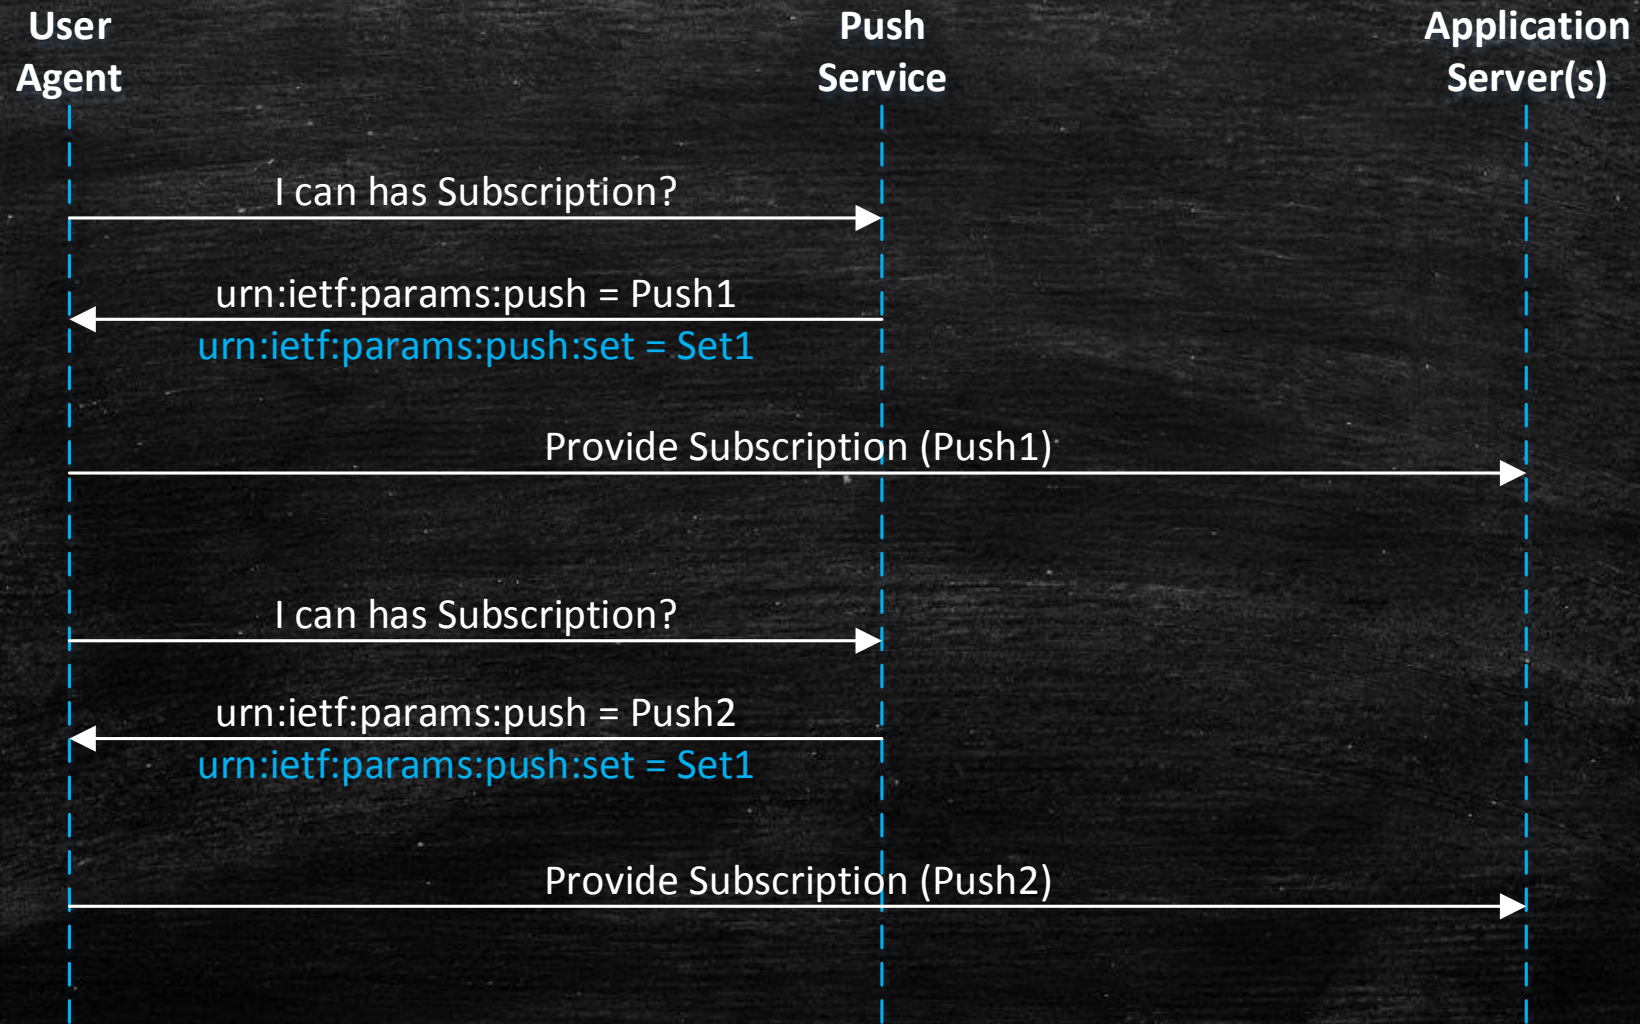 User
Agent
Push
Service
Application
Server(s)
I can has Subscription?
urn:ietf:params:push = Push1
urn:ietf:params:push:set = Set1
Provide Subscription (Push1)
I can has Subscription?
urn:ietf:params:push = Push2
urn:ietf:params:push:set = Set1
Provide Subscription (Push2)